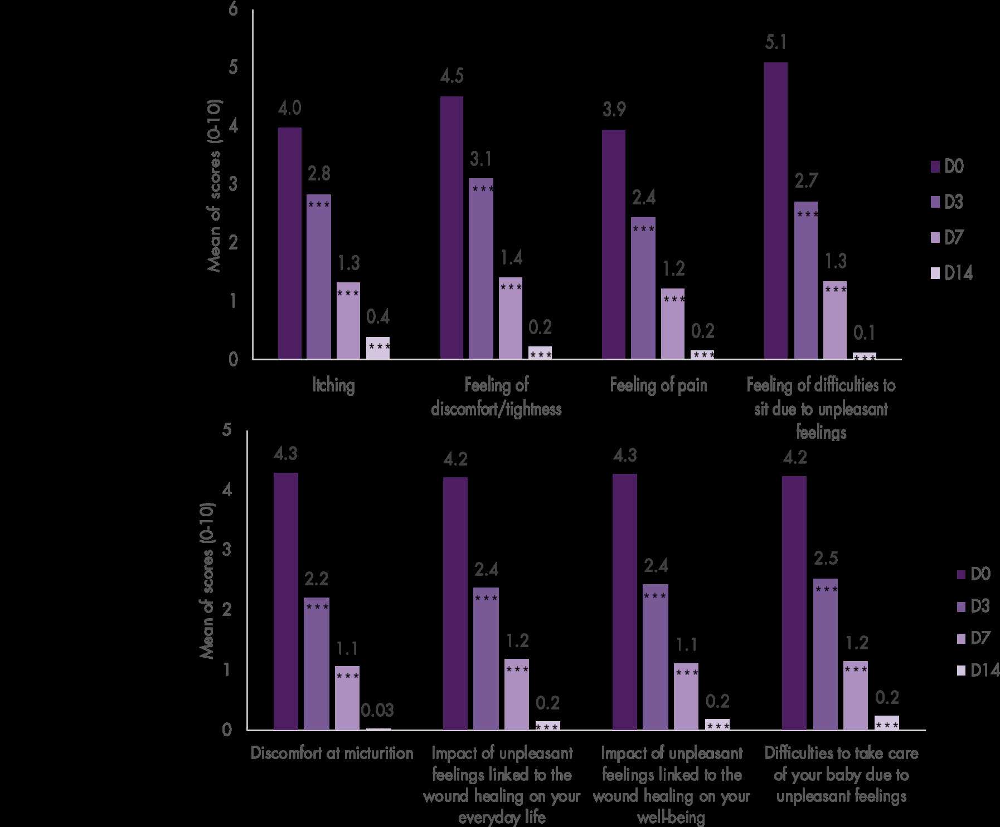 Mean of scores (0-10)
6
5
4
3
2
1
0
4.0
2.8
***
1.3
***
0.4
***
4.5
3.1
***
1.4
***
0.2
***
3.9
2.4
***
1.2
***
0.2
***
5.1
2.7
***
1.3
***
0.1
***
Itching
Feeling of
discomfort/tightness
Feeling of pain
Feeling of difficulties to
sit due to unpleasant
feelings
D0
D3
D7
D14
Mean of scores (0-10)
5
4
3
2
1
0
4.3
2.2
***
1.1
***
0.03
4.2
2.4
***
1.2
***
0.2
***
4.3
2.4
***
1.1
***
0.2
***
4.2
2.5
***
1.2
***
0.2
***
Discomfort at micturition
Impact of unpleasant
feelings linked to the
wound healing on your
everyday life
Impact of unpleasant
feelings linked to the
wound healing on your
well-being
Difficulties to take care
of your baby due to
unpleasant feelings
D0
D3
D7
D14